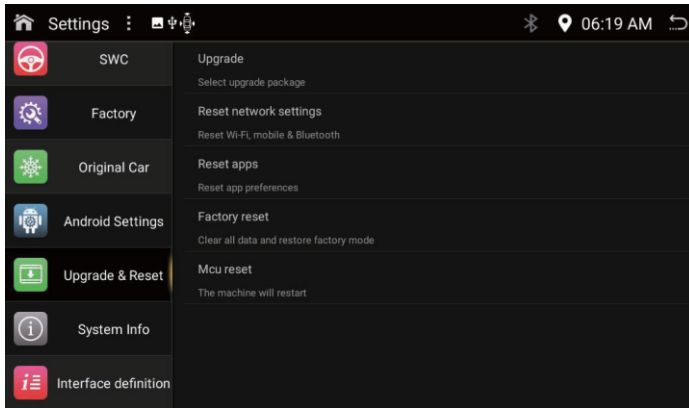 Settings
06:19 AM
SWC
Factory
Original Car
Android Settings
Upgrade & Reset
System Info
Interface definition
Upgrade
Select upgrade package
Reset network settings
Reset Wi-Fi, mobile & Bluetooth
Reset apps
Reset app preferences
Factory reset
Clear all data and restore factory mode
Mcu reset
The machine will restart